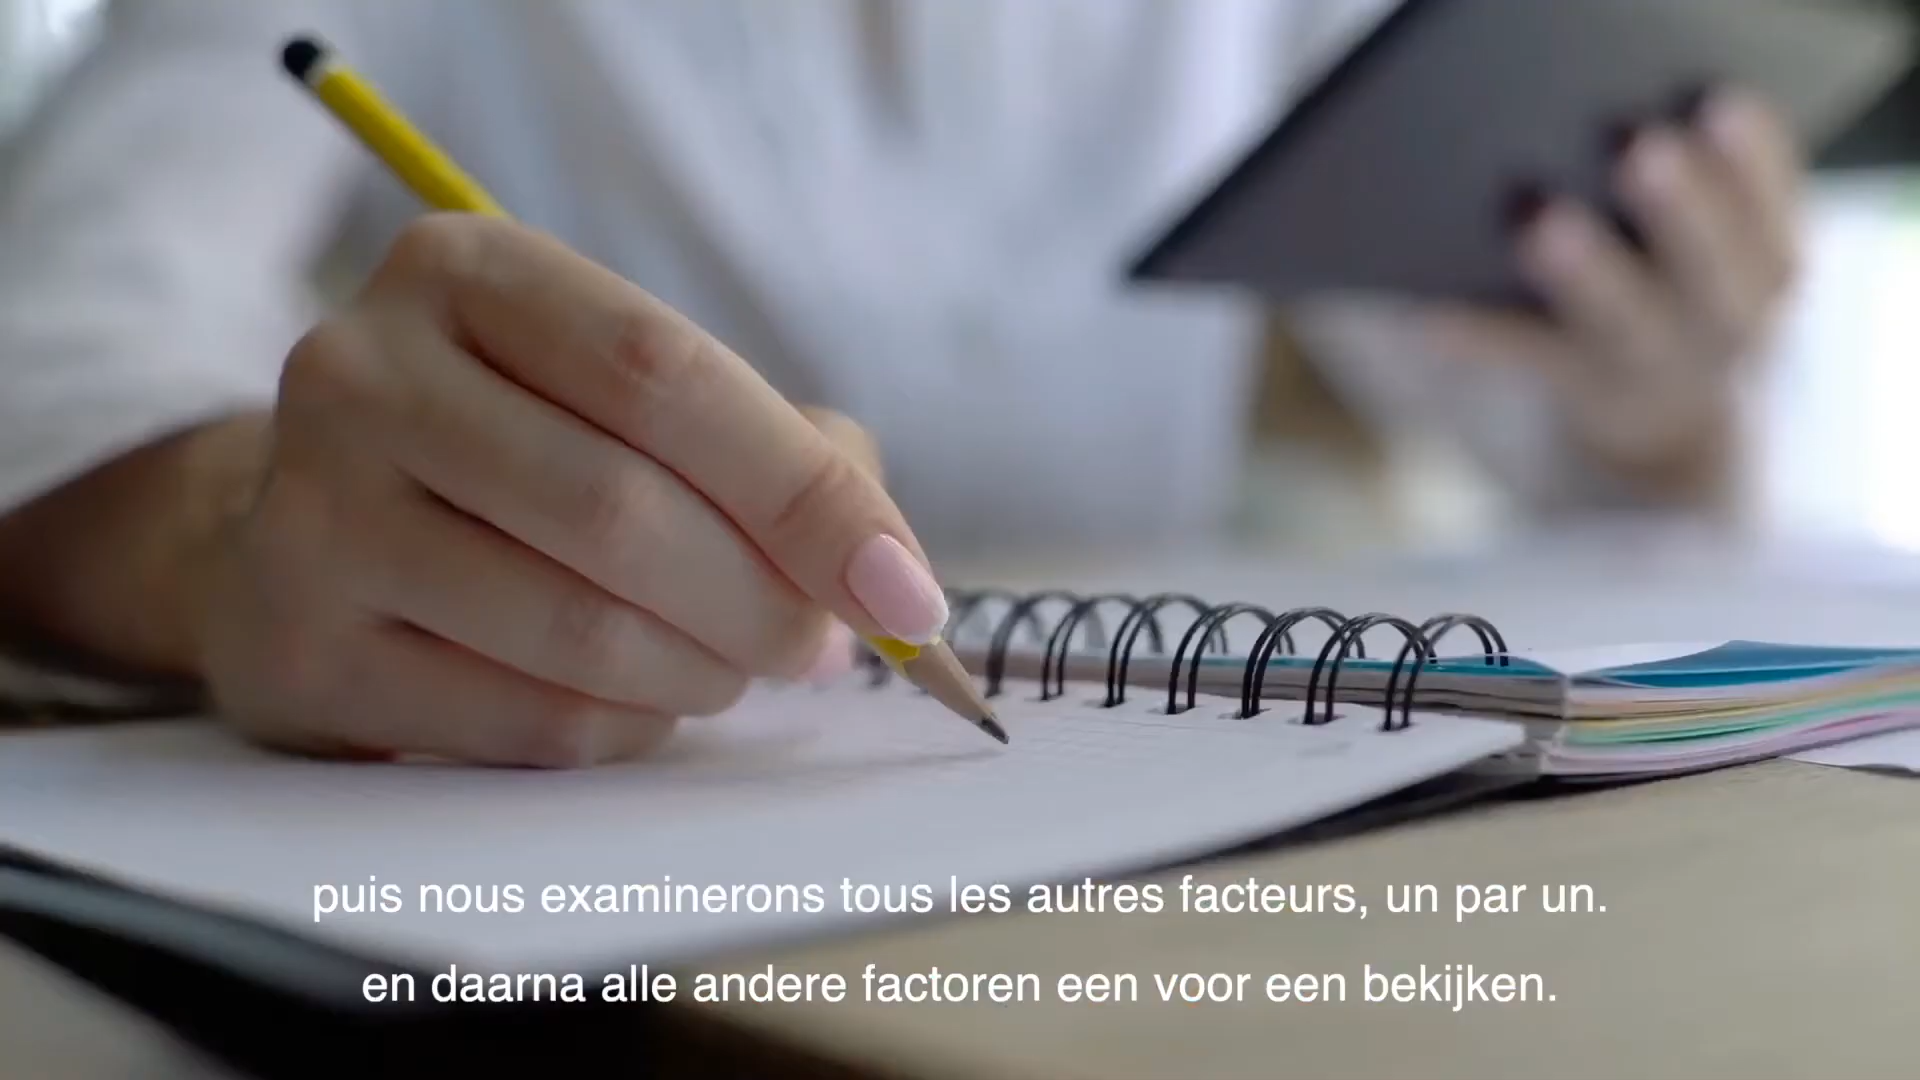 puis nous examinerons tous les autres facteurs, un par un.
en daarna alle andere factoren een voor een bekijken.